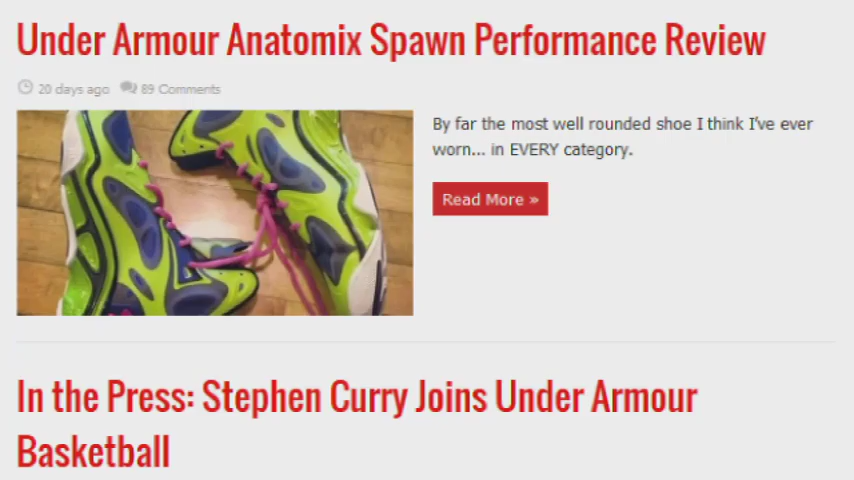 Under Armour Anatomix Spawn Performance Review
20 days ago 89 Comments
By far the most well rounded shoe I think I've ever
worn... in EVERY category.
Read More »
In the Press: Stephen Curry Joins Under Armour
Basketball